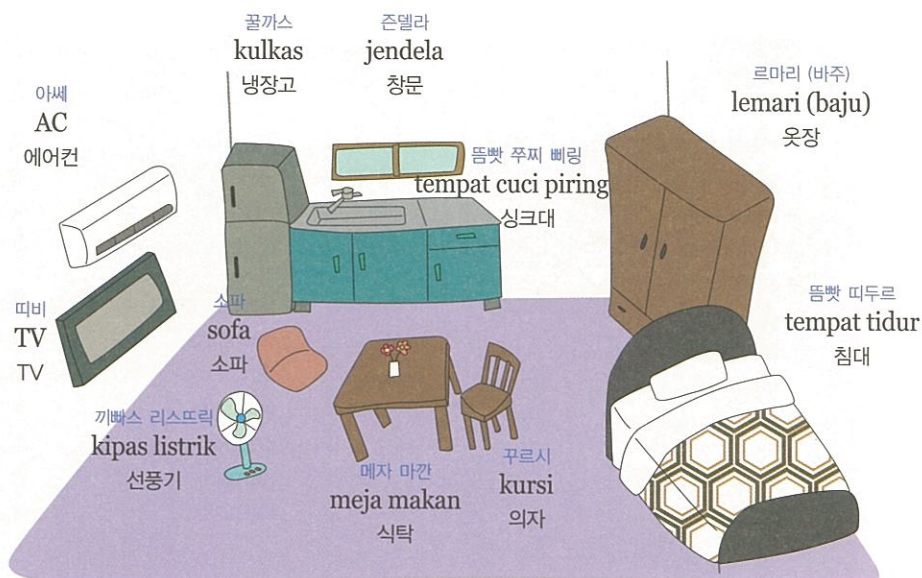 꿀까스
kulkas
냉장고
즌델라
jendela
창문
르마리 (바주)
lemari (baju)
옷장
아쎄
AC
에어컨
뜸빳 쭈찌 삐링
tempat cuci piring
싱크대
띠비
TV
TV
소파
sofa
소파
뜸빳 띠두르
tempat tidur
침대
끼빠스 리스뜨릭
kipas listrik
선풍기
메자 마깐
meja makan
식탁
꾸르시
kursi
의자